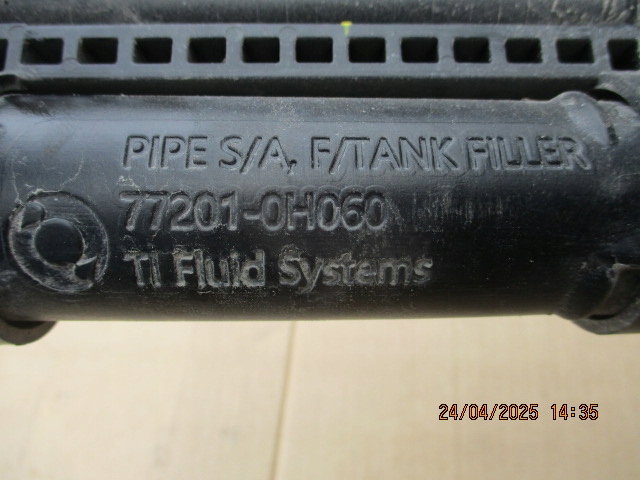 PIPE S/A, F/TANK FILLER
77201-0H060
TI Fluid Systems
24/04/2025 14:35